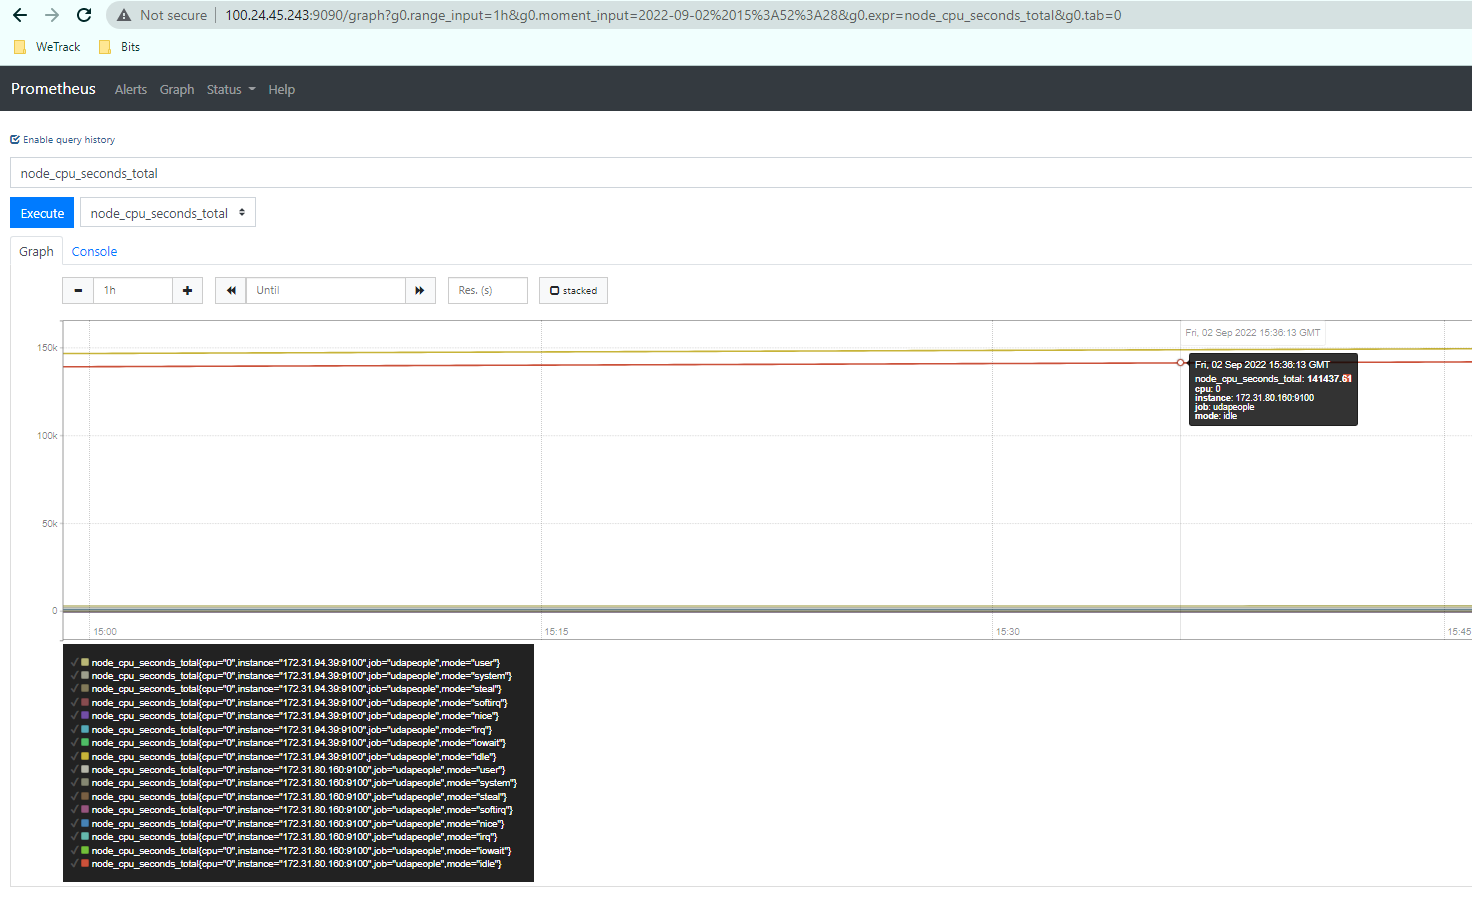 Not secure 100.24.45.243:9090/graph?g0.range_input=1h&g0.moment_input=2022-09-02%2015%3A52%3A28&g0.expr=node_cpu_seconds_total&g0.tab=0
WeTrack Bits
Prometheus Alerts Graph Status Help
Enable query history
node_cpu_seconds_total
Execute node_cpu_seconds_total
Graph Console
1h Until Res. (s) stacked
Fri, 02 Sep 2022 15:36:13 GMT
150k
Fri, 02 Sep 2022 15:36:13 GMT
node_cpu_seconds_total: 141437.61
cpu: 0
instance: 172.31.80.160:9100
job: udapeople
mode: idle
100k
50k
0
15:00 15:15 15:30 15:45
node_cpu_seconds_total{cpu="0",instance="172.31.94.39:9100",job="udapeople",mode="user"}
node_cpu_seconds_total{cpu="0",instance="172.31.94.39:9100",job="udapeople",mode="system"}
node_cpu_seconds_total{cpu="0",instance="172.31.94.39:9100",job="udapeople",mode="steal"}
node_cpu_seconds_total{cpu="0",instance="172.31.94.39:9100",job="udapeople",mode="softirq"}
node_cpu_seconds_total{cpu="0",instance="172.31.94.39:9100",job="udapeople",mode="nice"}
node_cpu_seconds_total{cpu="0",instance="172.31.94.39:9100",job="udapeople",mode="irq"}
node_cpu_seconds_total{cpu="0",instance="172.31.94.39:9100",job="udapeople",mode="iowait"}
node_cpu_seconds_total{cpu="0",instance="172.31.94.39:9100",job="udapeople",mode="idle"}
node_cpu_seconds_total{cpu="0",instance="172.31.80.160:9100",job="udapeople",mode="user"}
node_cpu_seconds_total{cpu="0",instance="172.31.80.160:9100",job="udapeople",mode="system"}
node_cpu_seconds_total{cpu="0",instance="172.31.80.160:9100",job="udapeople",mode="steal"}
node_cpu_seconds_total{cpu="0",instance="172.31.80.160:9100",job="udapeople",mode="softirq"}
node_cpu_seconds_total{cpu="0",instance="172.31.80.160:9100",job="udapeople",mode="nice"}
node_cpu_seconds_total{cpu="0",instance="172.31.80.160:9100",job="udapeople",mode="irq"}
node_cpu_seconds_total{cpu="0",instance="172.31.80.160:9100",job="udapeople",mode="iowait"}
node_cpu_seconds_total{cpu="0",instance="172.31.80.160:9100",job="udapeople",mode="idle"}